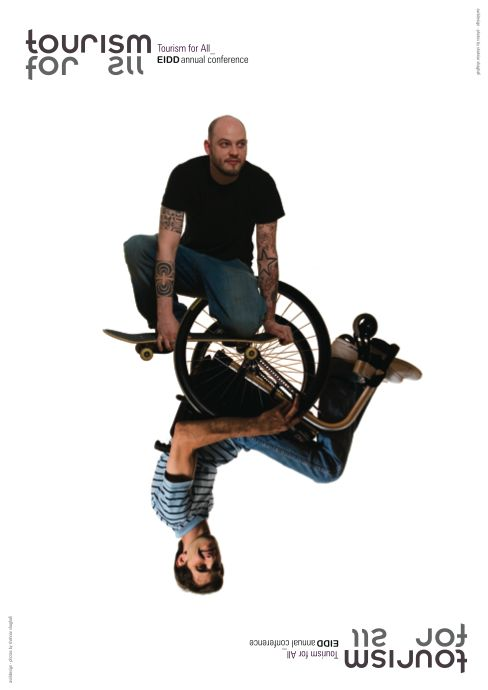 tourism
for all
Tourism for All_
EIDD annual conference
Tourism for All_
EIDD annual conference
tourism
for all